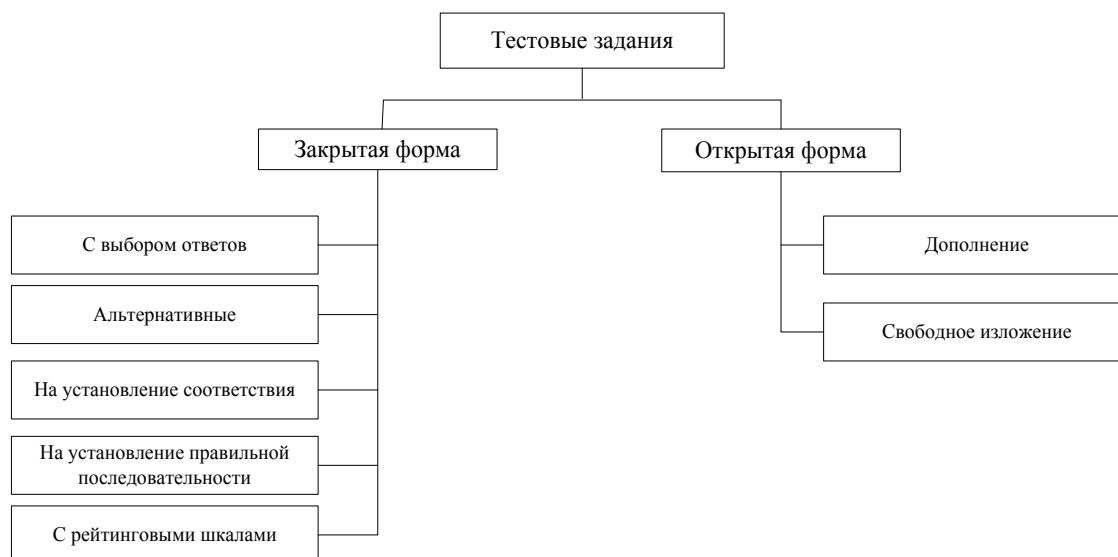 Тестовые задания
Закрытая форма
Открытая форма
С выбором ответов
Альтернативные
На установление соответствия
На установление правильной
последовательности
С рейтинговыми шкалами
Дополнение
Свободное изложение